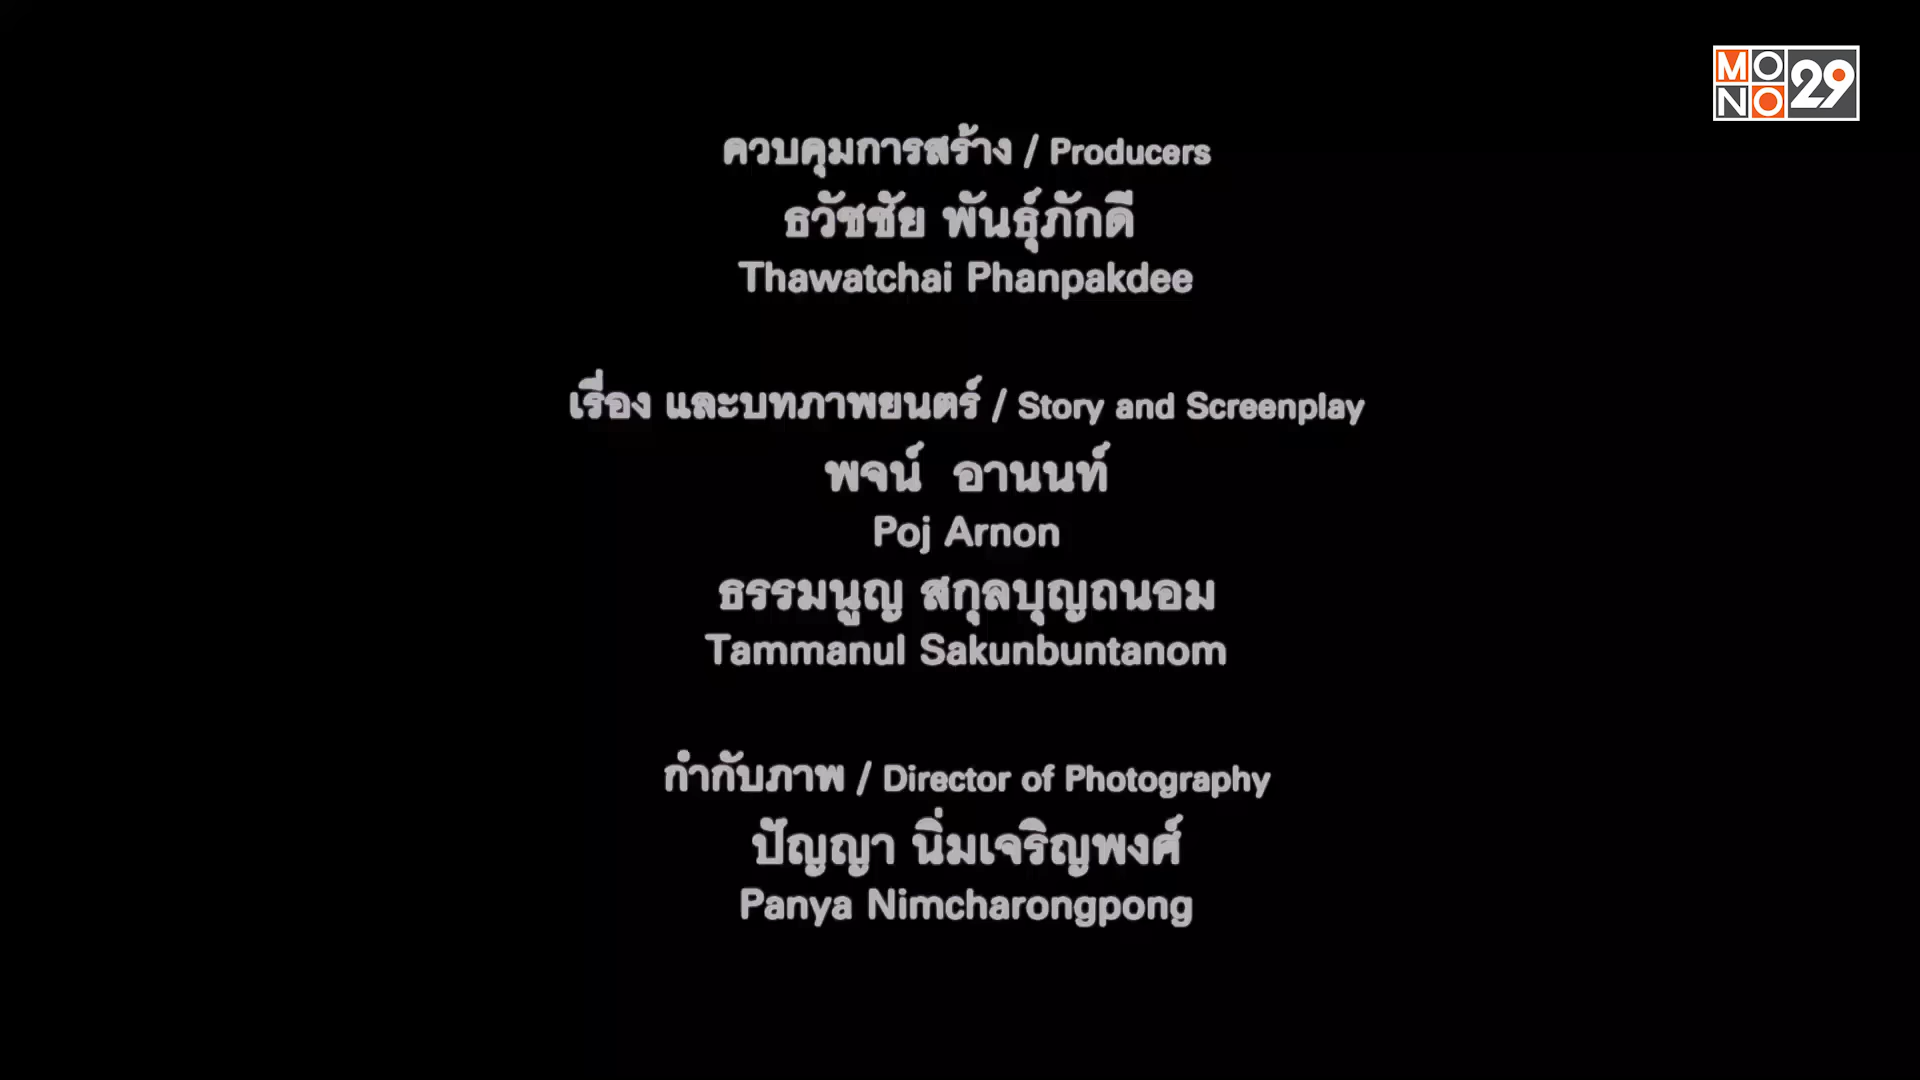 MONO 29
ควบคุมการสร้าง / Producers
ธวัชชัย พันธุ์ภักดี
Thawatchai Phanpakdee
เรื่อง และบทภาพยนตร์ / Story and Screenplay
พจน์ อานนท์
Poj Arnon
ธรรมนูญ สกุลบุญถนอม
Tammanul Sakunbuntanom
กำกับภาพ / Director of Photography
ปัญญา นิ่มเจริญพงศ์
Panya Nimcharongpong